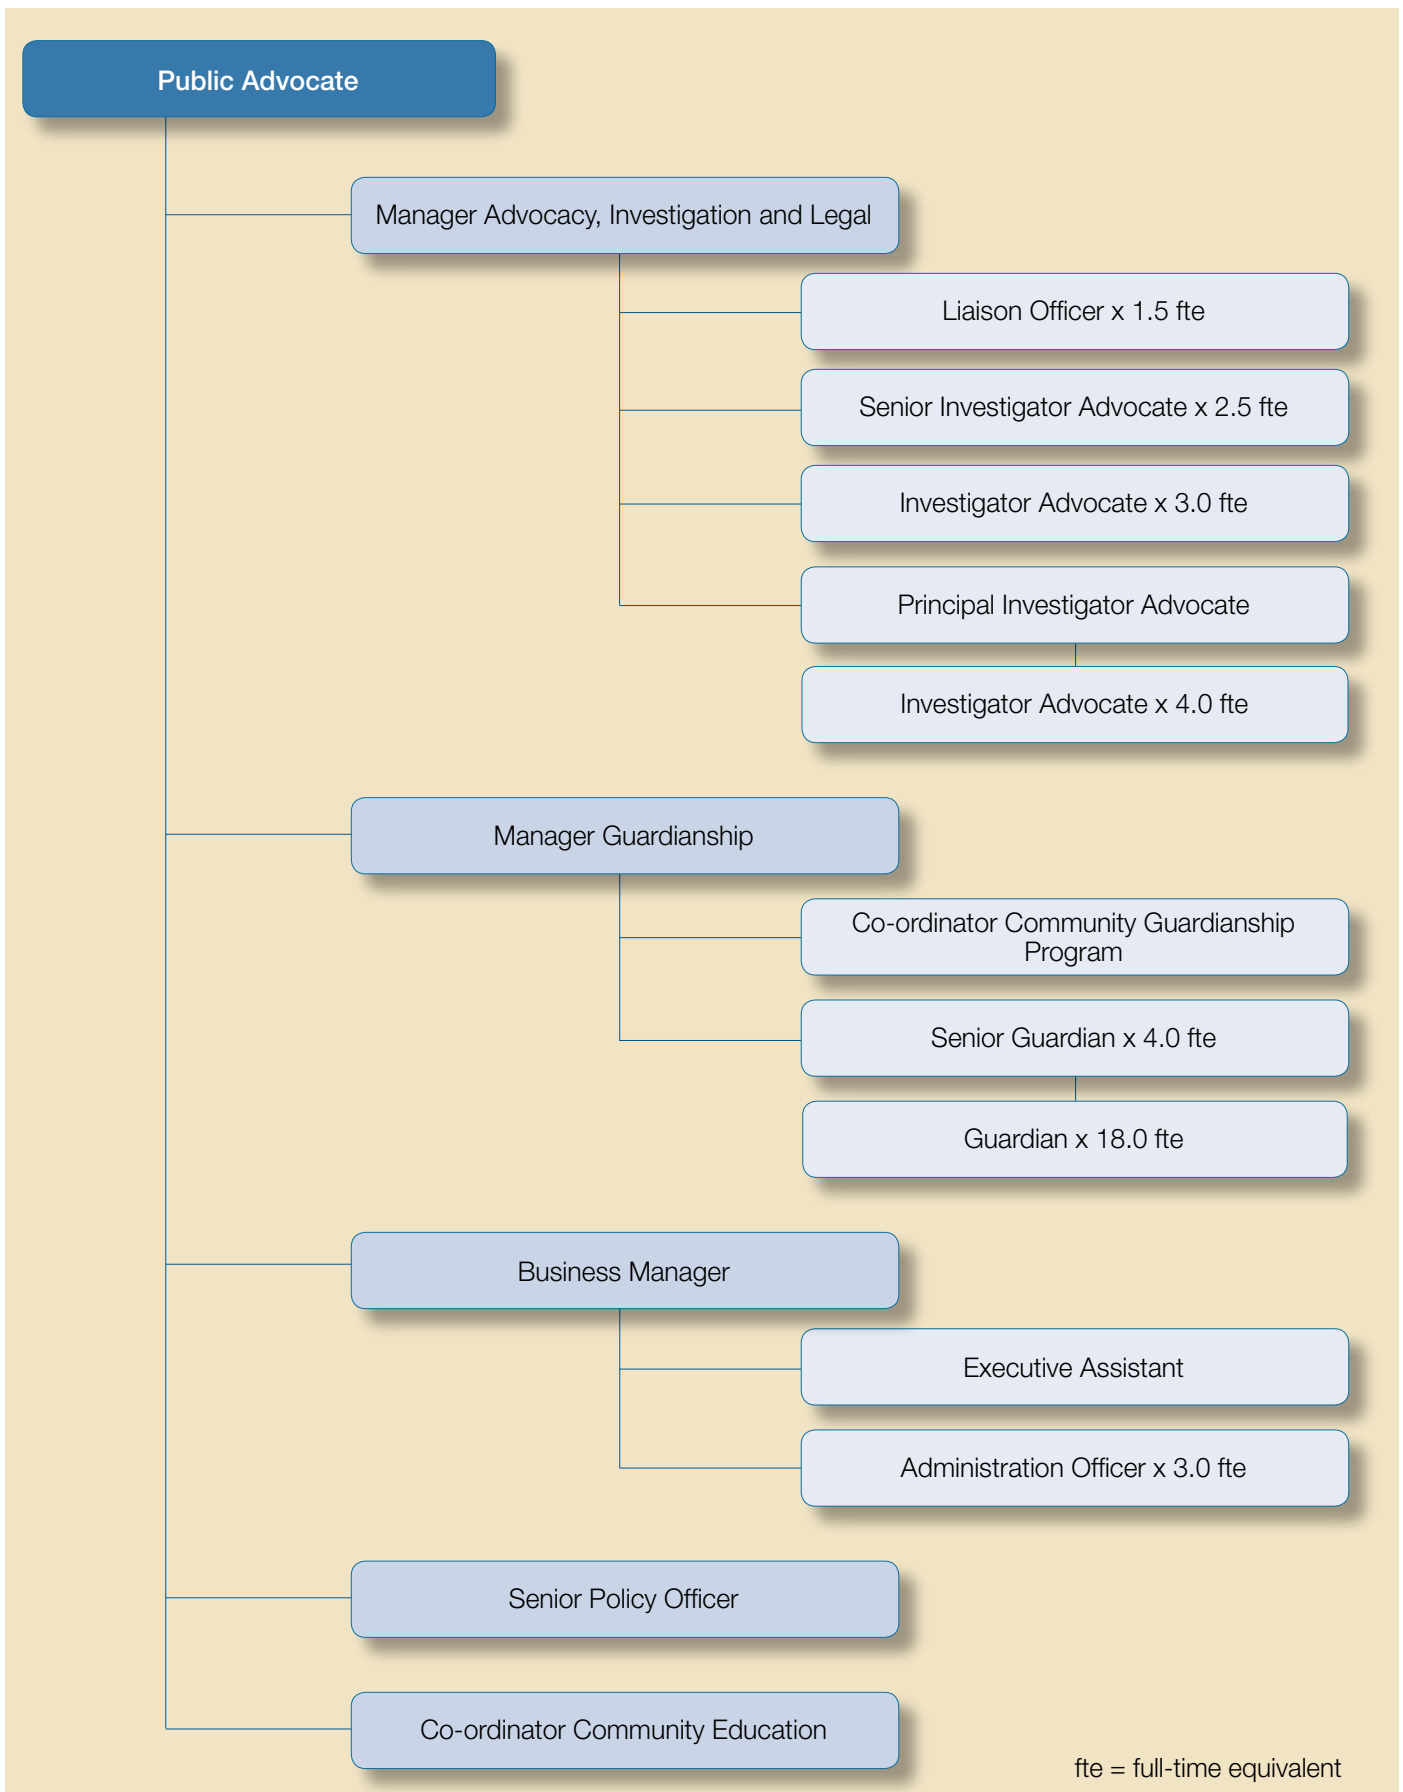 Public Advocate
Manager Advocacy, Investigation and Legal
Liaison Officer x 1.5 fte
Senior Investigator Advocate x 2.5 fte
Investigator Advocate x 3.0 fte
Principal Investigator Advocate
Investigator Advocate x 4.0 fte
Manager Guardianship
Co-ordinator Community Guardianship
Program
Senior Guardian x 4.0 fte
Guardian x 18.0 fte
Business Manager
Executive Assistant
Administration Officer x 3.0 fte
Senior Policy Officer
Co-ordinator Community Education
fte = full-time equivalent